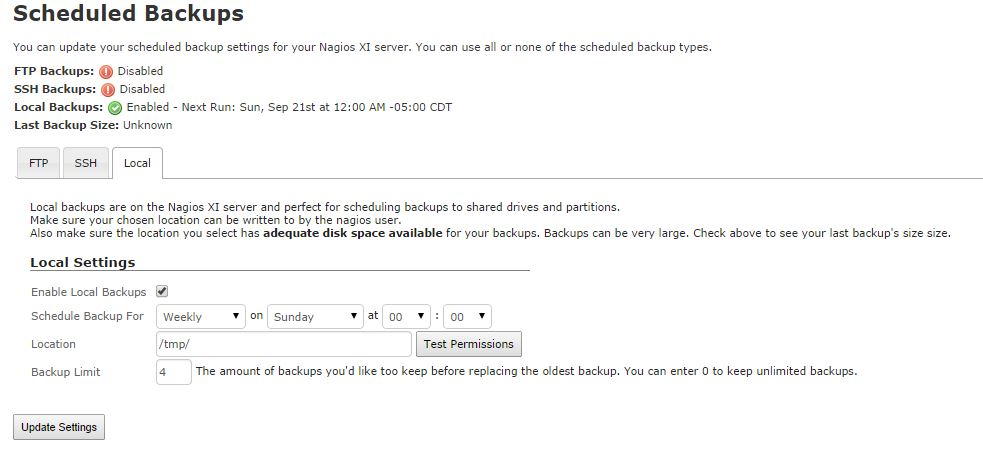 Scheduled Backups
You can update your scheduled backup settings for your Nagios XI server. You can use all or none of the scheduled backup types.
FTP Backups: Disabled
SSH Backups: Disabled
Local Backups: Enabled - Next Run: Sun, Sep 21st at 12:00 AM -05:00 CDT
Last Backup Size: Unknown
FTP SSH Local
Local backups are on the Nagios XI server and perfect for scheduling backups to shared drives and partitions.
Make sure your chosen location can be written to by the nagios user.
Also make sure the location you select has adequate disk space available for your backups. Backups can be very large. Check above to see your last backup's size size.
Local Settings
Enable Local Backups
Schedule Backup For Weekly on Sunday at 00 : 00
Location /tmp/ Test Permissions
Backup Limit 4 The amount of backups you'd like too keep before replacing the oldest backup. You can enter 0 to keep unlimited backups.
Update Settings